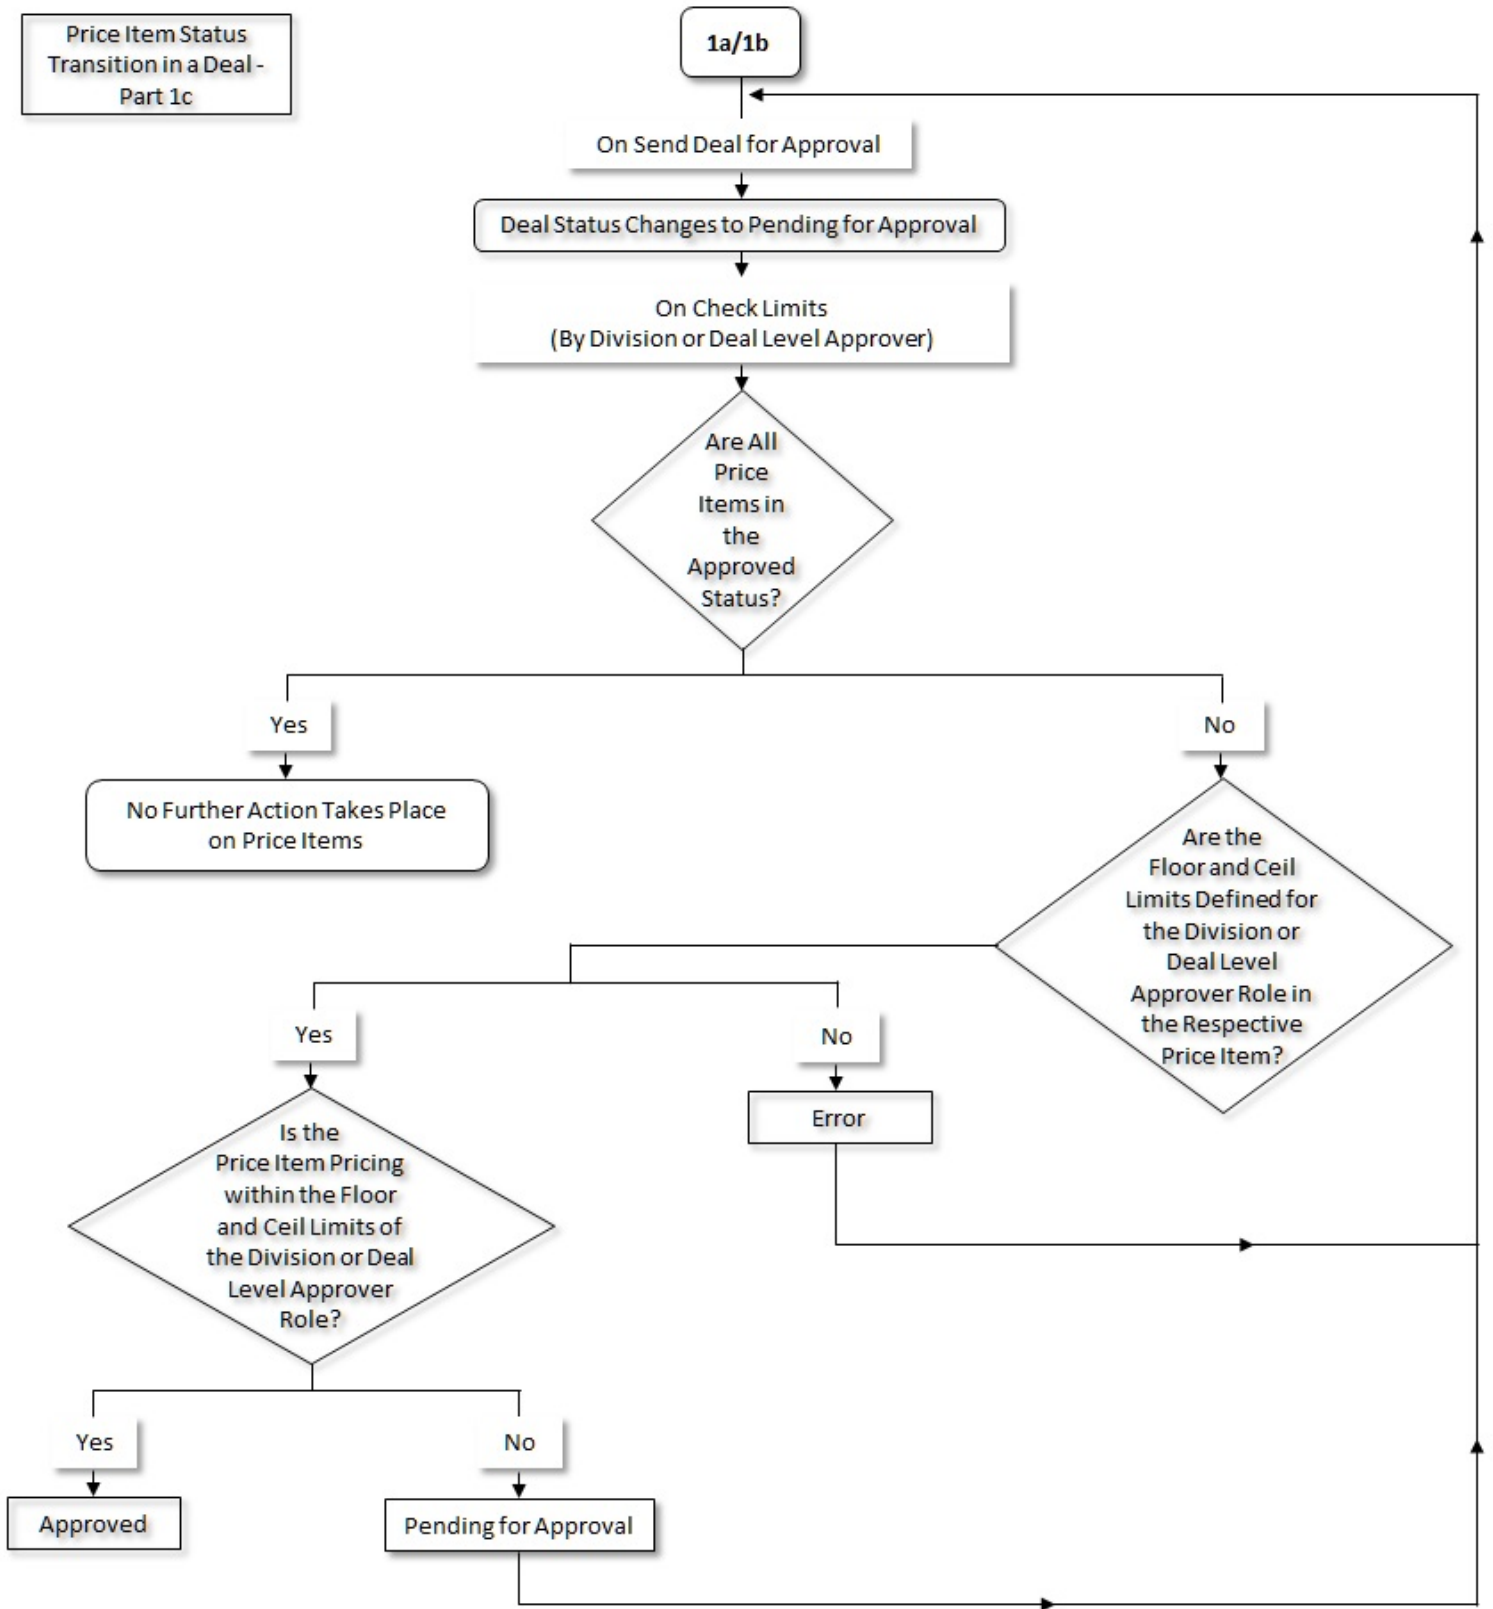 Price Item Status
Transition in a Deal -
Part 1c
1a/1b
On Send Deal for Approval
Deal Status Changes to Pending for Approval
On Check Limits
(By Division or Deal Level Approver)
Are All
Price
Items in
the
Approved
Status?
Yes
No
No Further Action Takes Place
on Price Items
Are the
Floor and Ceil
Limits Defined for
the Division or
Deal Level
Approver Role in
the Respective
Price Item?
Yes
No
Error
Is the
Price Item Pricing
within the Floor
and Ceil Limits of
the Division or Deal
Level Approver
Role?
Yes
No
Approved
Pending for Approval